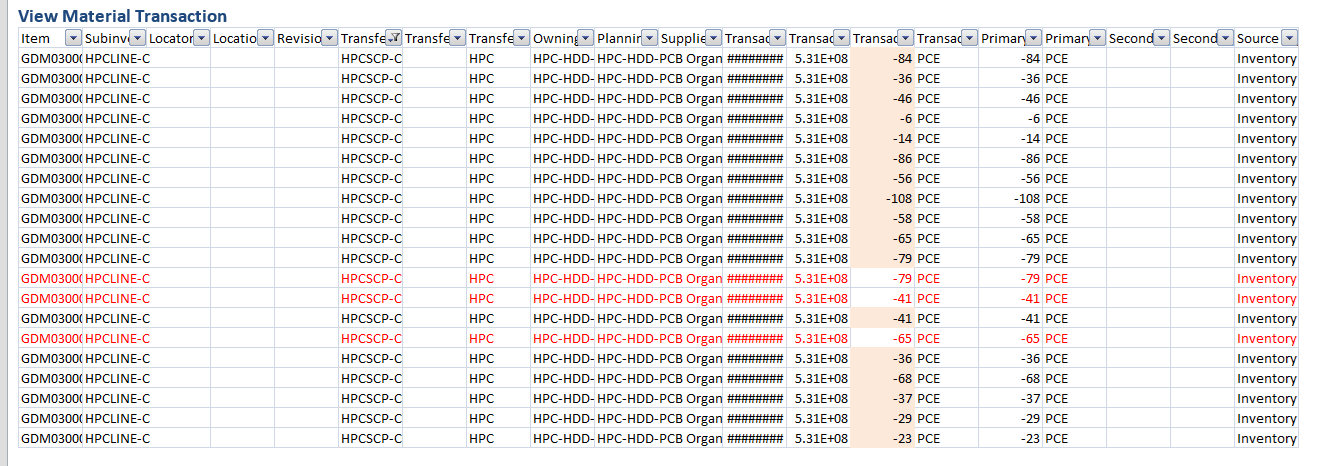 View Material Transaction
Item Subinv Locator Locatio Revisio Transfe Transfe Transfe Owning Plannin Supplie Transac Transac Transac Transac Primary Primary Second Second Source
GDM0300 HPCLINE-C HPCSCP-C HPC HPC-HDD- HPC-HDD-PCB Organ ######## 5.31E+08 -84 PCE -84 PCE Inventory
GDM0300 HPCLINE-C HPCSCP-C HPC HPC-HDD- HPC-HDD-PCB Organ ######## 5.31E+08 -36 PCE -36 PCE Inventory
GDM0300 HPCLINE-C HPCSCP-C HPC HPC-HDD- HPC-HDD-PCB Organ ######## 5.31E+08 -46 PCE -46 PCE Inventory
GDM0300 HPCLINE-C HPCSCP-C HPC HPC-HDD- HPC-HDD-PCB Organ ######## 5.31E+08 -6 PCE -6 PCE Inventory
GDM0300 HPCLINE-C HPCSCP-C HPC HPC-HDD- HPC-HDD-PCB Organ ######## 5.31E+08 -14 PCE -14 PCE Inventory
GDM0300 HPCLINE-C HPCSCP-C HPC HPC-HDD- HPC-HDD-PCB Organ ######## 5.31E+08 -86 PCE -86 PCE Inventory
GDM0300 HPCLINE-C HPCSCP-C HPC HPC-HDD- HPC-HDD-PCB Organ ######## 5.31E+08 -56 PCE -56 PCE Inventory
GDM0300 HPCLINE-C HPCSCP-C HPC HPC-HDD- HPC-HDD-PCB Organ ######## 5.31E+08 -108 PCE -108 PCE Inventory
GDM0300 HPCLINE-C HPCSCP-C HPC HPC-HDD- HPC-HDD-PCB Organ ######## 5.31E+08 -58 PCE -58 PCE Inventory
GDM0300 HPCLINE-C HPCSCP-C HPC HPC-HDD- HPC-HDD-PCB Organ ######## 5.31E+08 -65 PCE -65 PCE Inventory
GDM0300 HPCLINE-C HPCSCP-C HPC HPC-HDD- HPC-HDD-PCB Organ ######## 5.31E+08 -79 PCE -79 PCE Inventory
GDM0300 HPCLINE-C HPCSCP-C HPC HPC-HDD- HPC-HDD-PCB Organ ######## 5.31E+08 -79 PCE -79 PCE Inventory
GDM0300 HPCLINE-C HPCSCP-C HPC HPC-HDD- HPC-HDD-PCB Organ ######## 5.31E+08 -41 PCE -41 PCE Inventory
GDM0300 HPCLINE-C HPCSCP-C HPC HPC-HDD- HPC-HDD-PCB Organ ######## 5.31E+08 -41 PCE -41 PCE Inventory
GDM0300 HPCLINE-C HPCSCP-C HPC HPC-HDD- HPC-HDD-PCB Organ ######## 5.31E+08 -65 PCE -65 PCE Inventory
GDM0300 HPCLINE-C HPCSCP-C HPC HPC-HDD- HPC-HDD-PCB Organ ######## 5.31E+08 -36 PCE -36 PCE Inventory
GDM0300 HPCLINE-C HPCSCP-C HPC HPC-HDD- HPC-HDD-PCB Organ ######## 5.31E+08 -68 PCE -68 PCE Inventory
GDM0300 HPCLINE-C HPCSCP-C HPC HPC-HDD- HPC-HDD-PCB Organ ######## 5.31E+08 -37 PCE -37 PCE Inventory
GDM0300 HPCLINE-C HPCSCP-C HPC HPC-HDD- HPC-HDD-PCB Organ ######## 5.31E+08 -29 PCE -29 PCE Inventory
GDM0300 HPCLINE-C HPCSCP-C HPC HPC-HDD- HPC-HDD-PCB Organ ######## 5.31E+08 -23 PCE -23 PCE Inventory